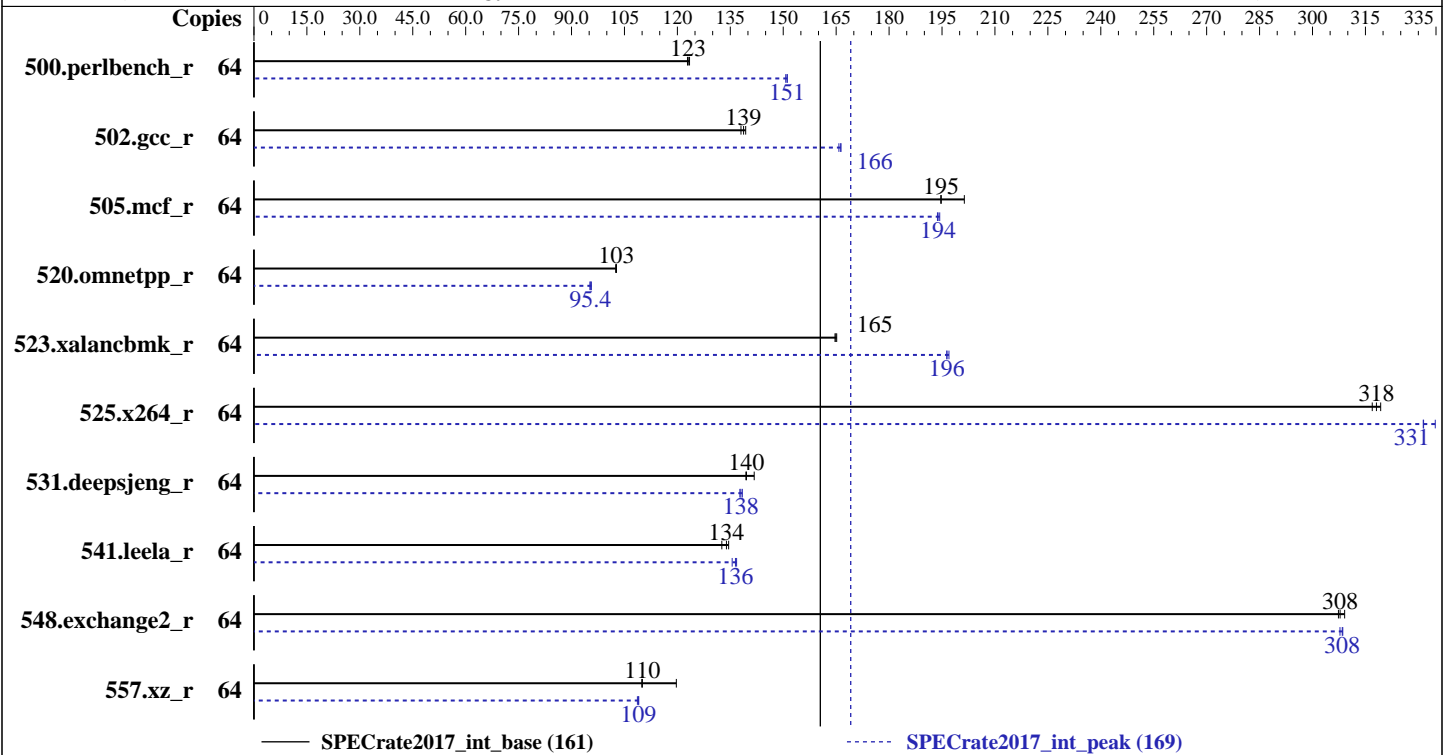 Copies 0 15.0 30.0 45.0 60.0 75.0 90.0 105 120 135 150 165 180 195 210 225 240 255 270 285 300 315 335
500.perlbench_r 64 123
151
502.gcc_r 64 139
166
505.mcf_r 64 195
194
520.omnetpp_r 64 103
95.4
523.xalancbmk_r 64 165
196
525.x264_r 64 318
331
531.deepsjeng_r 64 140
138
541.leela_r 64 134
136
548.exchange2_r 64 308
308
557.xz_r 64 110
109
SPECrate2017_int_base (161) SPECrate2017_int_peak (169)